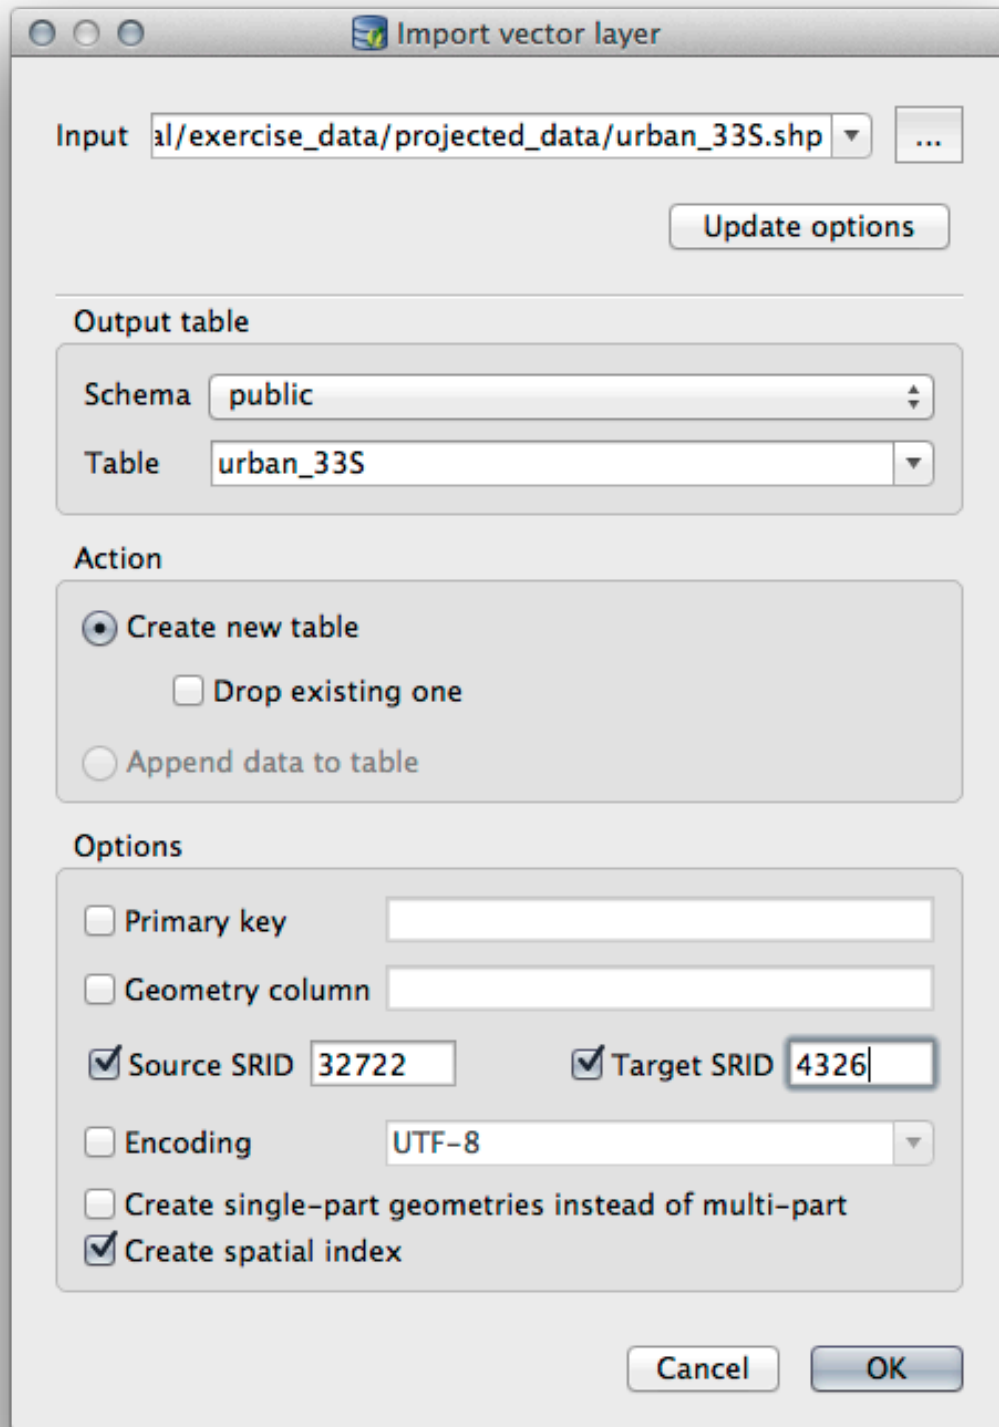 Import vector layer
Input al/exercise_data/projected_data/urban_33S.shp ...
Update options
Output table
Schema public
Table urban_33S
Action
Create new table
Drop existing one
Append data to table
Options
Primary key
Geometry column
Source SRID 32722 Target SRID 4326
Encoding UTF-8
Create single-part geometries instead of multi-part
Create spatial index
Cancel OK